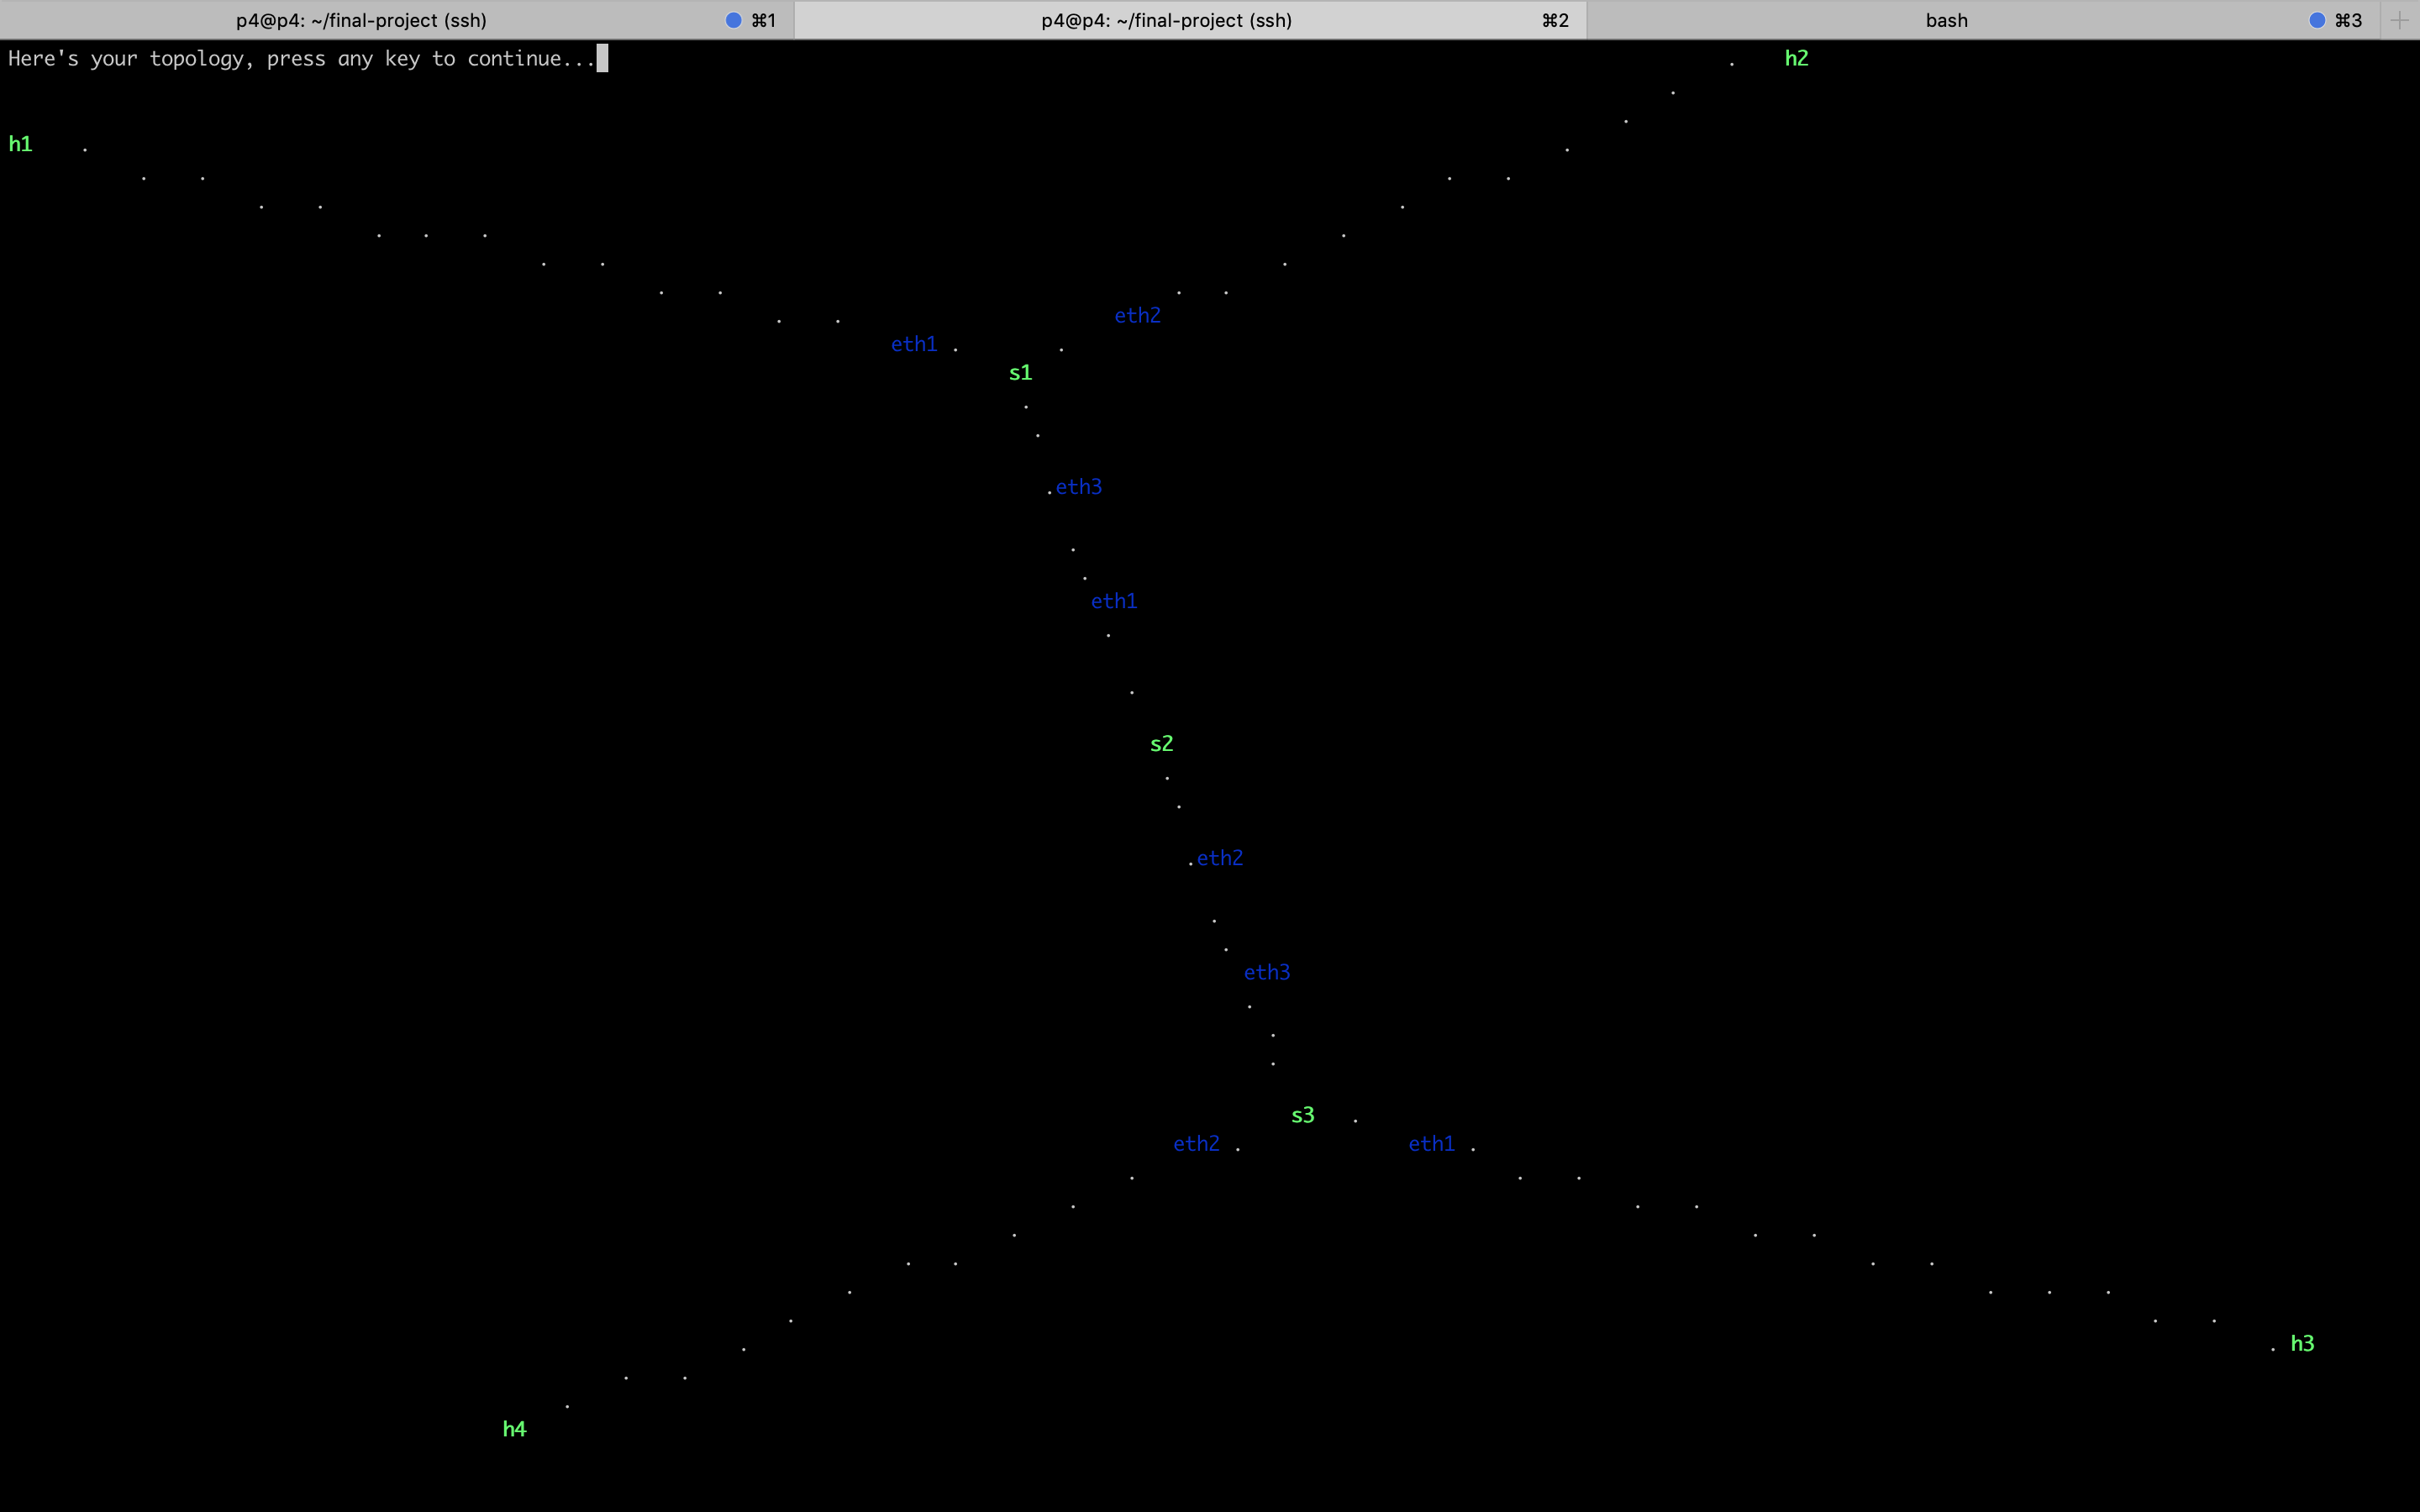 p4@p4: ~/final-project (ssh) ⌘1 p4@p4: ~/final-project (ssh) ⌘2 bash ⌘3 +
Here's your topology, press any key to continue... h2
h1
eth2
eth1
s1
eth3
eth1
s2
eth2
eth3
s3
eth2 eth1
h3
h4